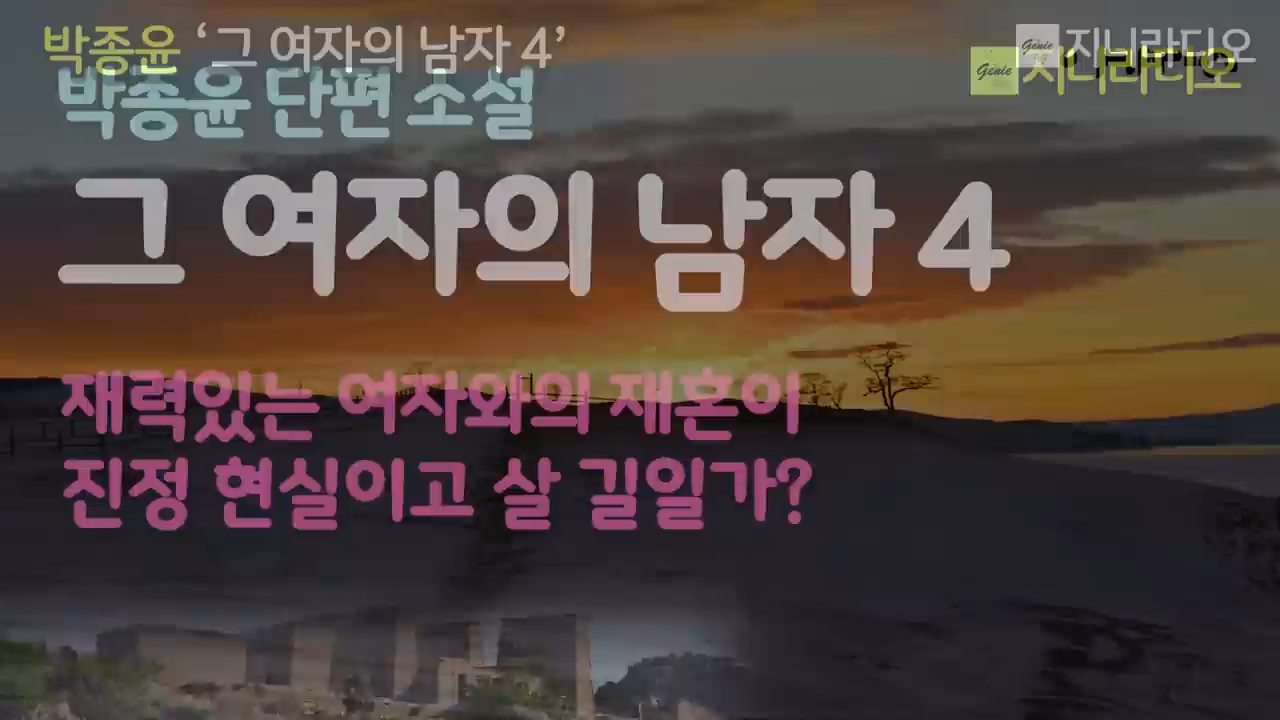 박종윤 ‘그 여자의 남자 4’
Genie
지니라디오
박종윤 단편 소설
Genie
지니라디오
그 여자의 남자 4
재력있는 여자와의 재혼이
진정 현실이고 살 길일가?